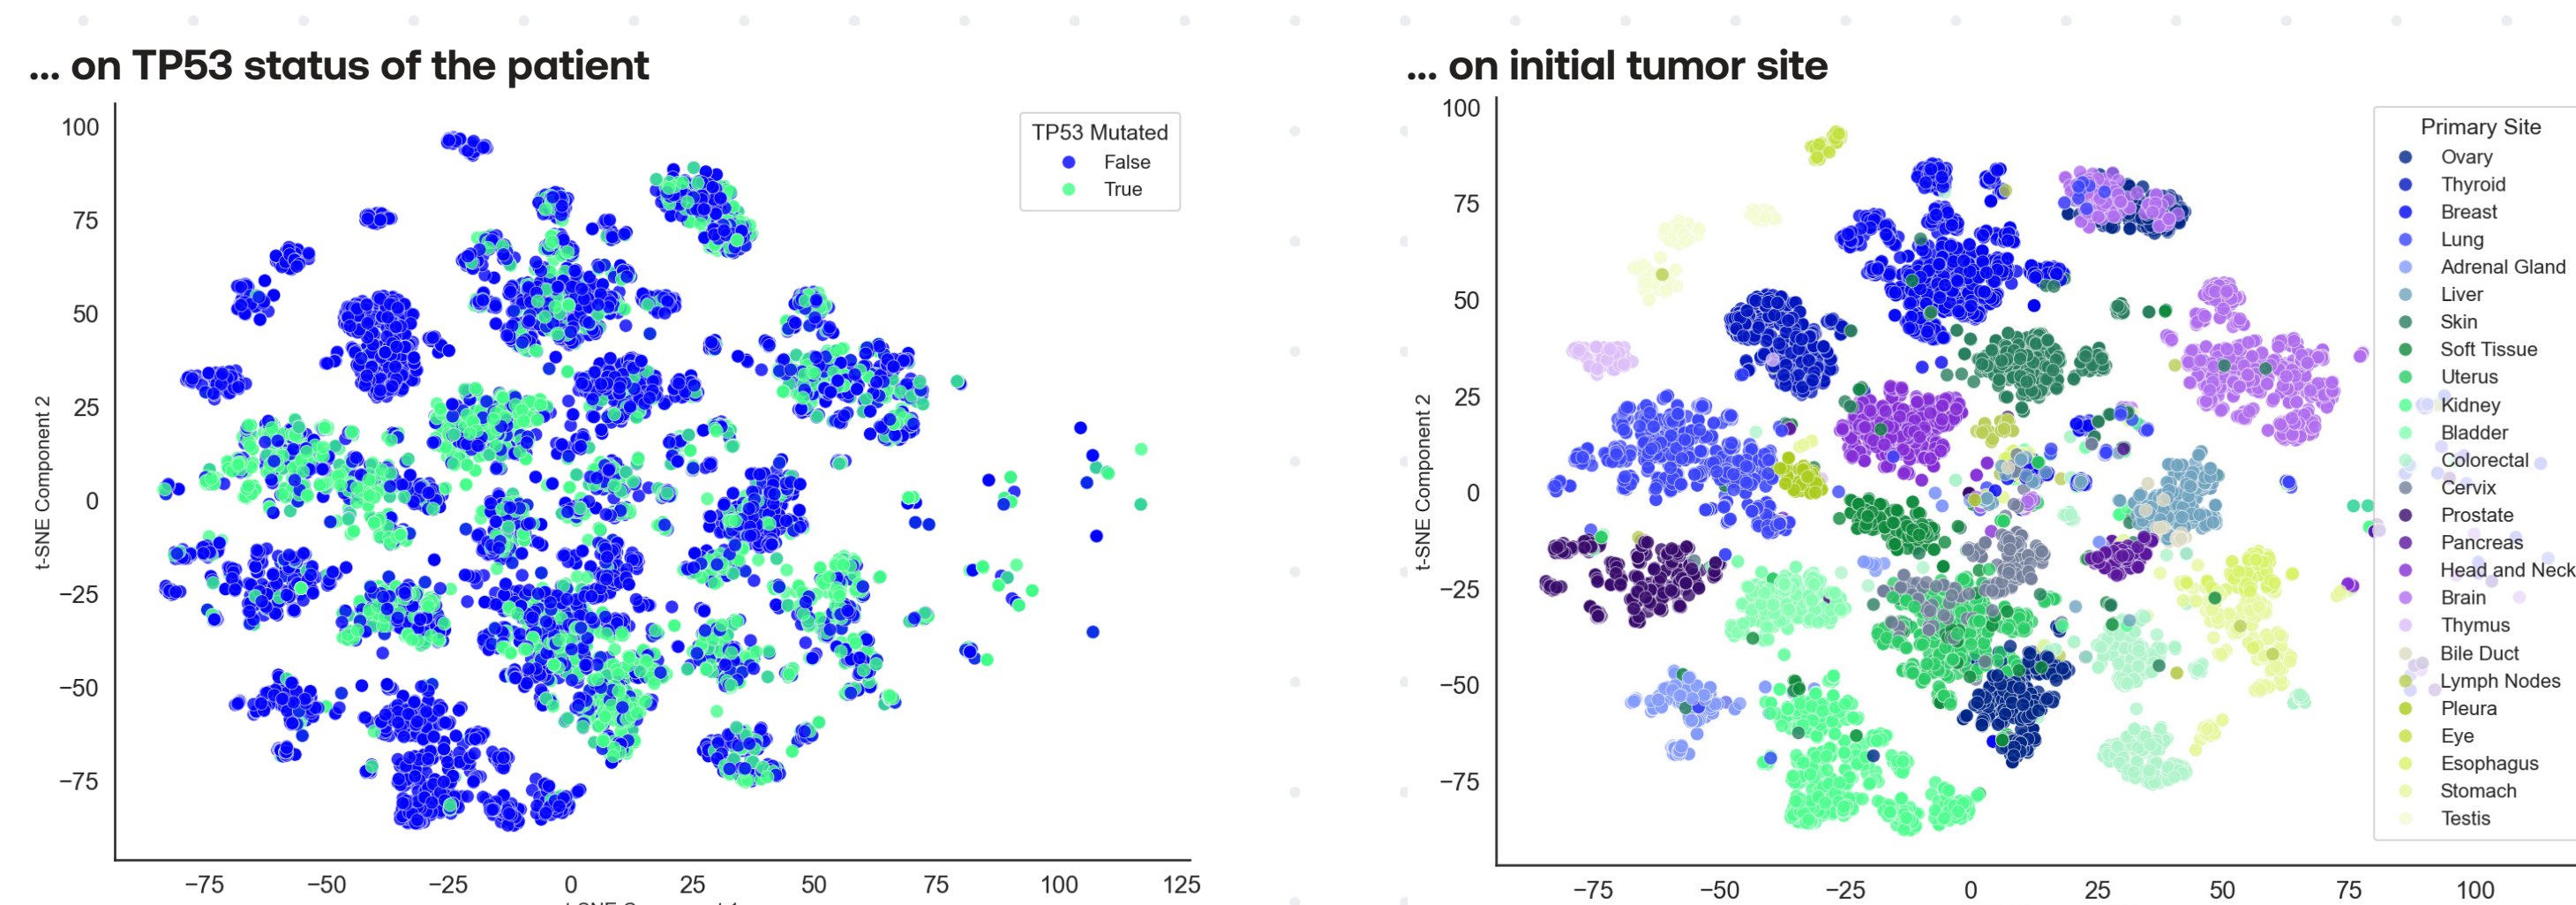 ... on TP53 status of the patient
100
75
50
25
0
−25
−50
−75
t-SNE Component 2
−75 −50 −25 0 25 50 75 100 125
TP53 Mutated
False
True
... on initial tumor site
100
75
50
25
0
−25
−50
−75
t-SNE Component 2
−75 −50 −25 0 25 50 75 100
Primary Site
Ovary
Thyroid
Breast
Lung
Adrenal Gland
Liver
Skin
Soft Tissue
Uterus
Kidney
Bladder
Colorectal
Cervix
Prostate
Pancreas
Head and Neck
Brain
Thymus
Bile Duct
Lymph Nodes
Pleura
Eye
Esophagus
Stomach
Testis